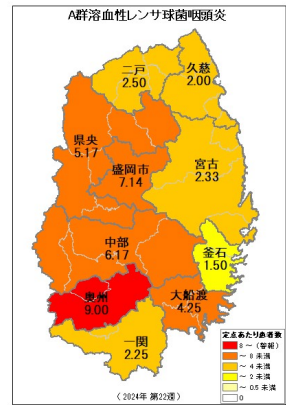 A群溶血性レンサ球菌咽頭炎
二戸
2.50
久慈
2.00
県央
5.17
盛岡市
7.14
宮古
2.33
中部
6.17
釜石
1.50
奥州
9.00
大船渡
4.25
一関
2.25
定点あたり患者数
8 ～ (警報)
～ 8 未満
～ 4 未満
～ 2 未満
～ 0.5 未満
0
（2024年 第22週）